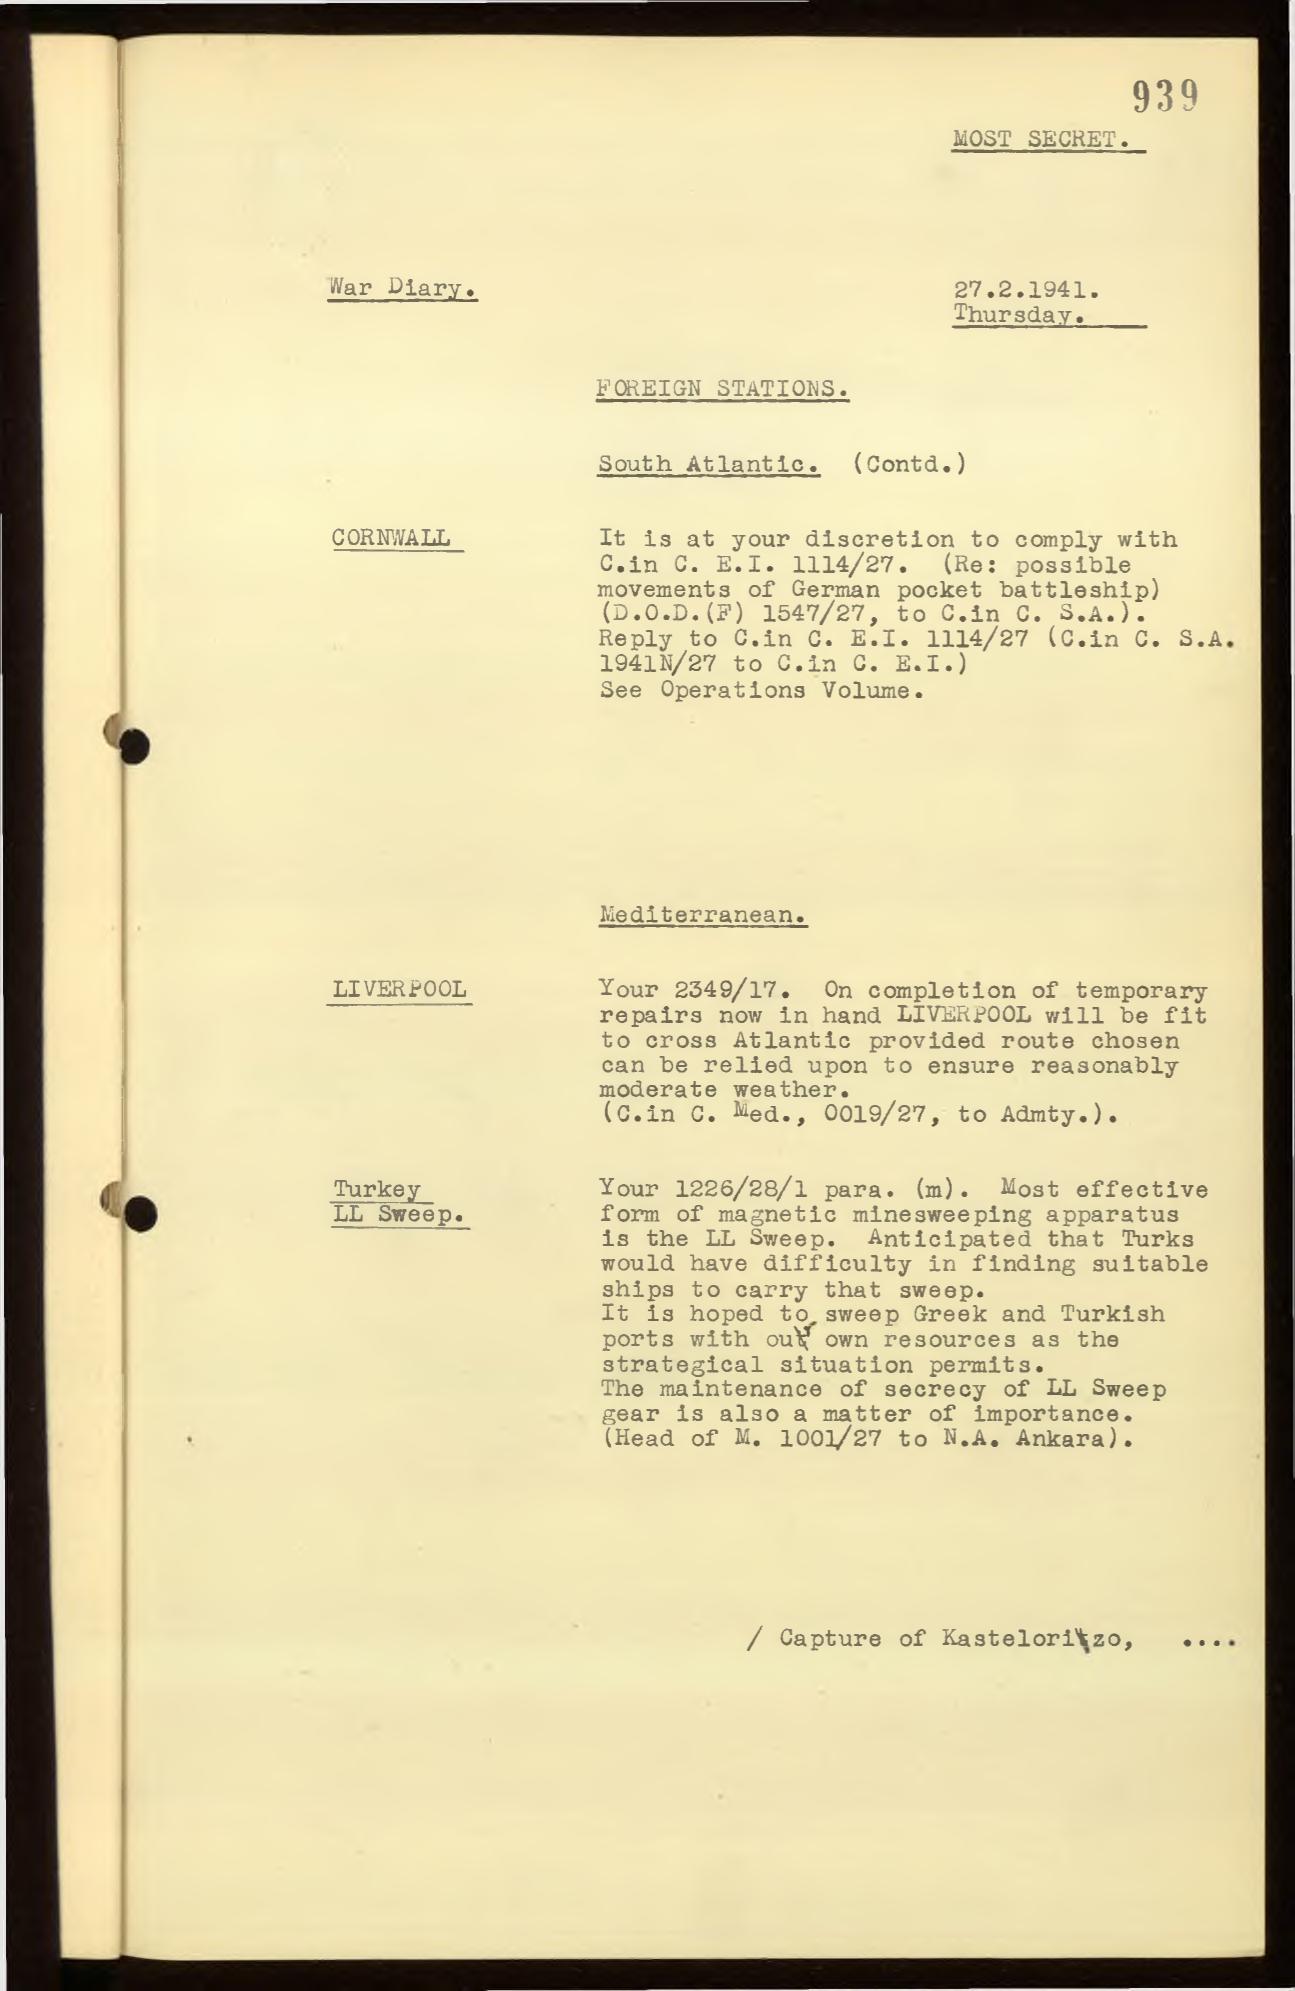 939
MOST SECRET.
War Diary.
27.2.1941.
Thursday.
FOREIGN STATIONS.
South Atlantic. (Contd.)
CORNWALL
It is at your discretion to comply with
C.in C. E.I. 1114/27. (Re: possible
movements of German pocket battleship)
(D.O.D.(F) 1547/27, to C.in C. S.A.).
Reply to C.in C. E.I. 1114/27 (C.in C. S.A.
1941N/27 to C.in C. E.I.)
See Operations Volume.
Mediterranean.
LIVERPOOL
Your 2349/17. On completion of temporary
repairs now in hand LIVERPOOL will be fit
to cross Atlantic provided route chosen
can be relied upon to ensure reasonably
moderate weather.
(C.in C. Med., 0019/27, to Admty.).
Turkey
LL Sweep.
Your 1226/28/1 para. (m). Most effective
form of magnetic minesweeping apparatus
is the LL Sweep. Anticipated that Turks
would have difficulty in finding suitable
ships to carry that sweep.
It is hoped to sweep Greek and Turkish
ports with our own resources as the
strategical situation permits.
The maintenance of secrecy of LL Sweep
gear is also a matter of importance.
(Head of M. 1001/27 to N.A. Ankara).
/ Capture of Kasteloritzo, ....